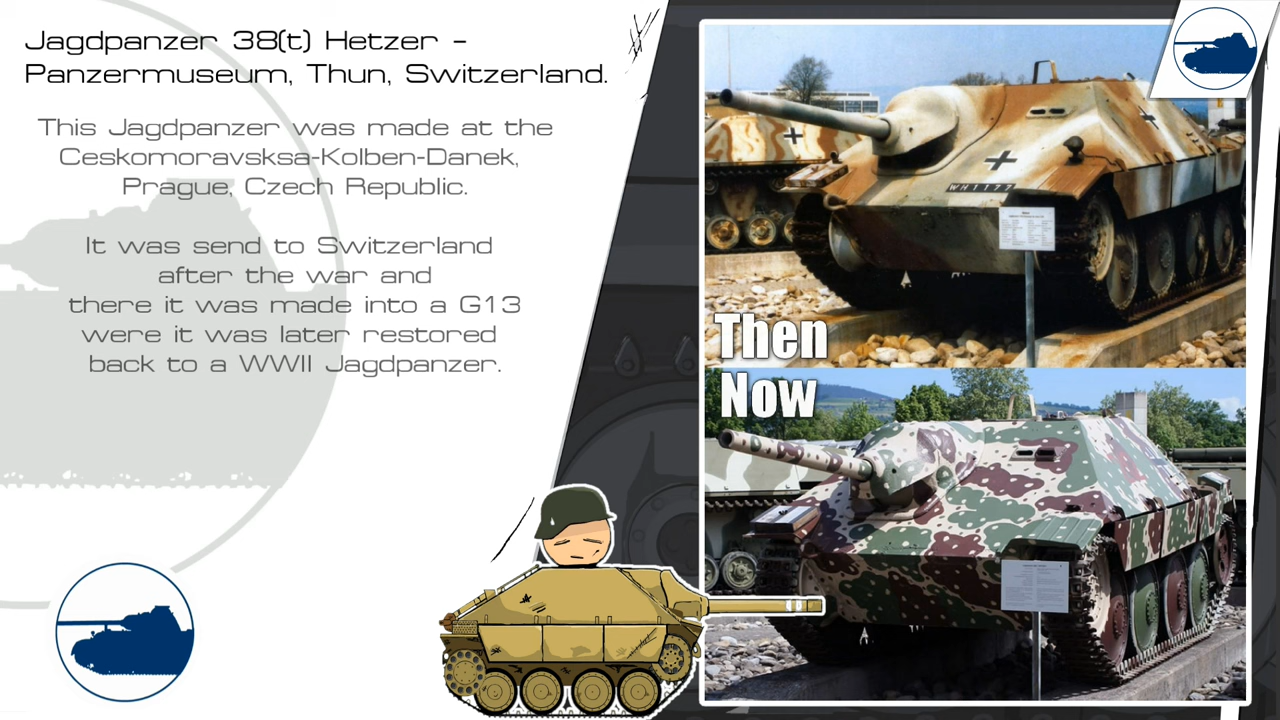 Jagdpanzer 38(t) Hetzer -
Panzermuseum, Thun, Switzerland.
This Jagdpanzer was made at the
Ceskomoravsksa-Kolben-Danek,
Prague, Czech Republic.
It was send to Switzerland
after the war and
there it was made into a G13
were it was later restored
back to a WWII Jagdpanzer.
WH1177
Then
Now